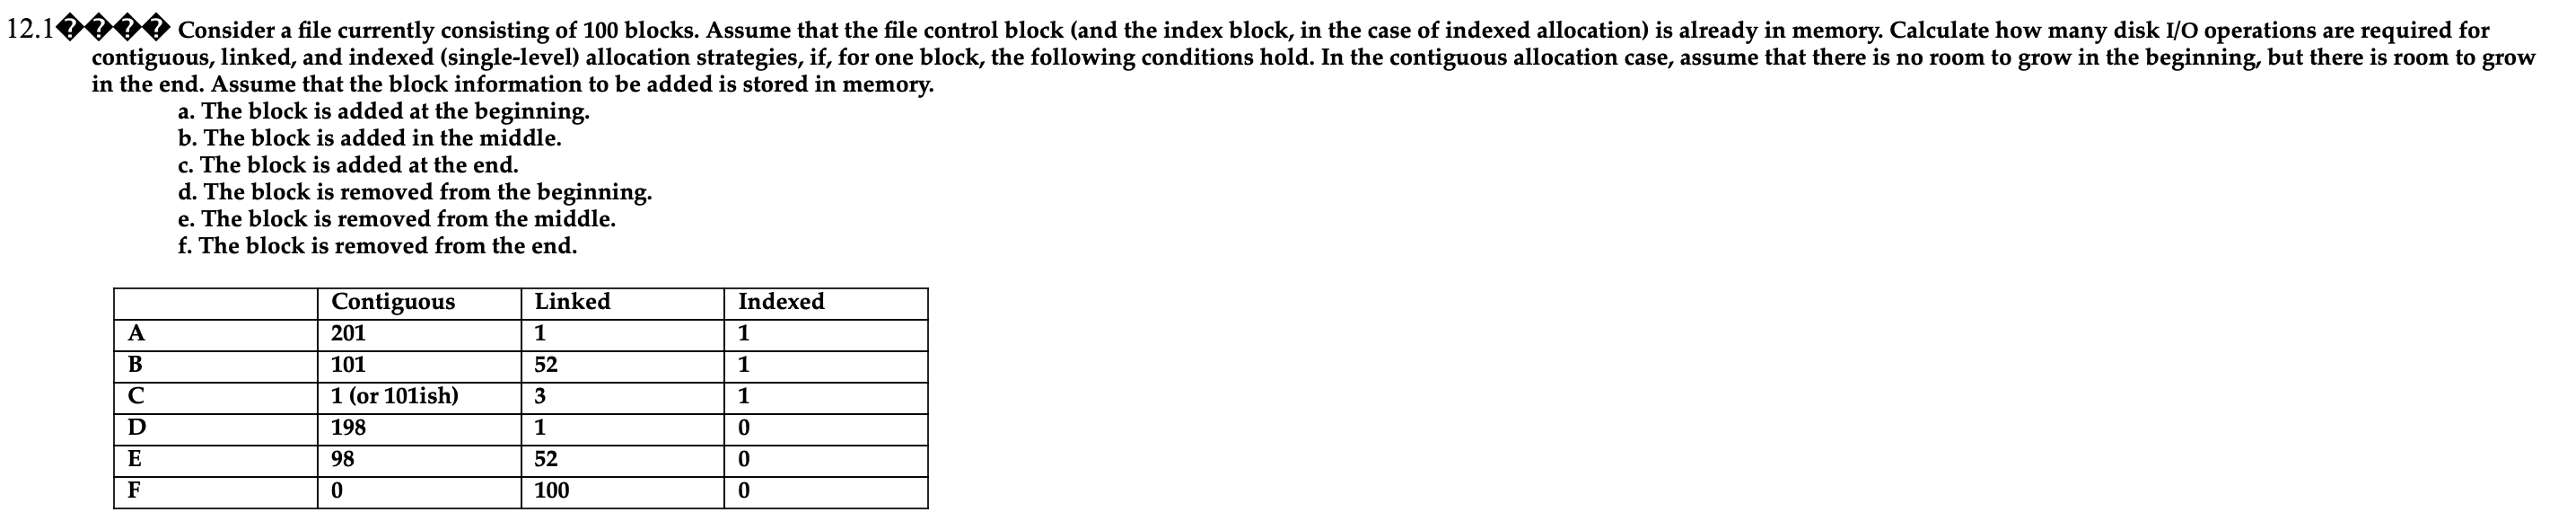 12.1���� Consider a file currently consisting of 100 blocks. Assume that the file control block (and the index block, in the case of indexed allocation) is already in memory. Calculate how many disk I/O operations are required for
contiguous, linked, and indexed (single-level) allocation strategies, if, for one block, the following conditions hold. In the contiguous allocation case, assume that there is no room to grow in the beginning, but there is room to grow
in the end. Assume that the block information to be added is stored in memory.
a. The block is added at the beginning.
b. The block is added in the middle.
c. The block is added at the end.
d. The block is removed from the beginning.
e. The block is removed from the middle.
f. The block is removed from the end.
Contiguous Linked Indexed
A 201 1 1
B 101 52 1
C 1 (or 101ish) 3 1
D 198 1 0
E 98 52 0
F 0 100 0